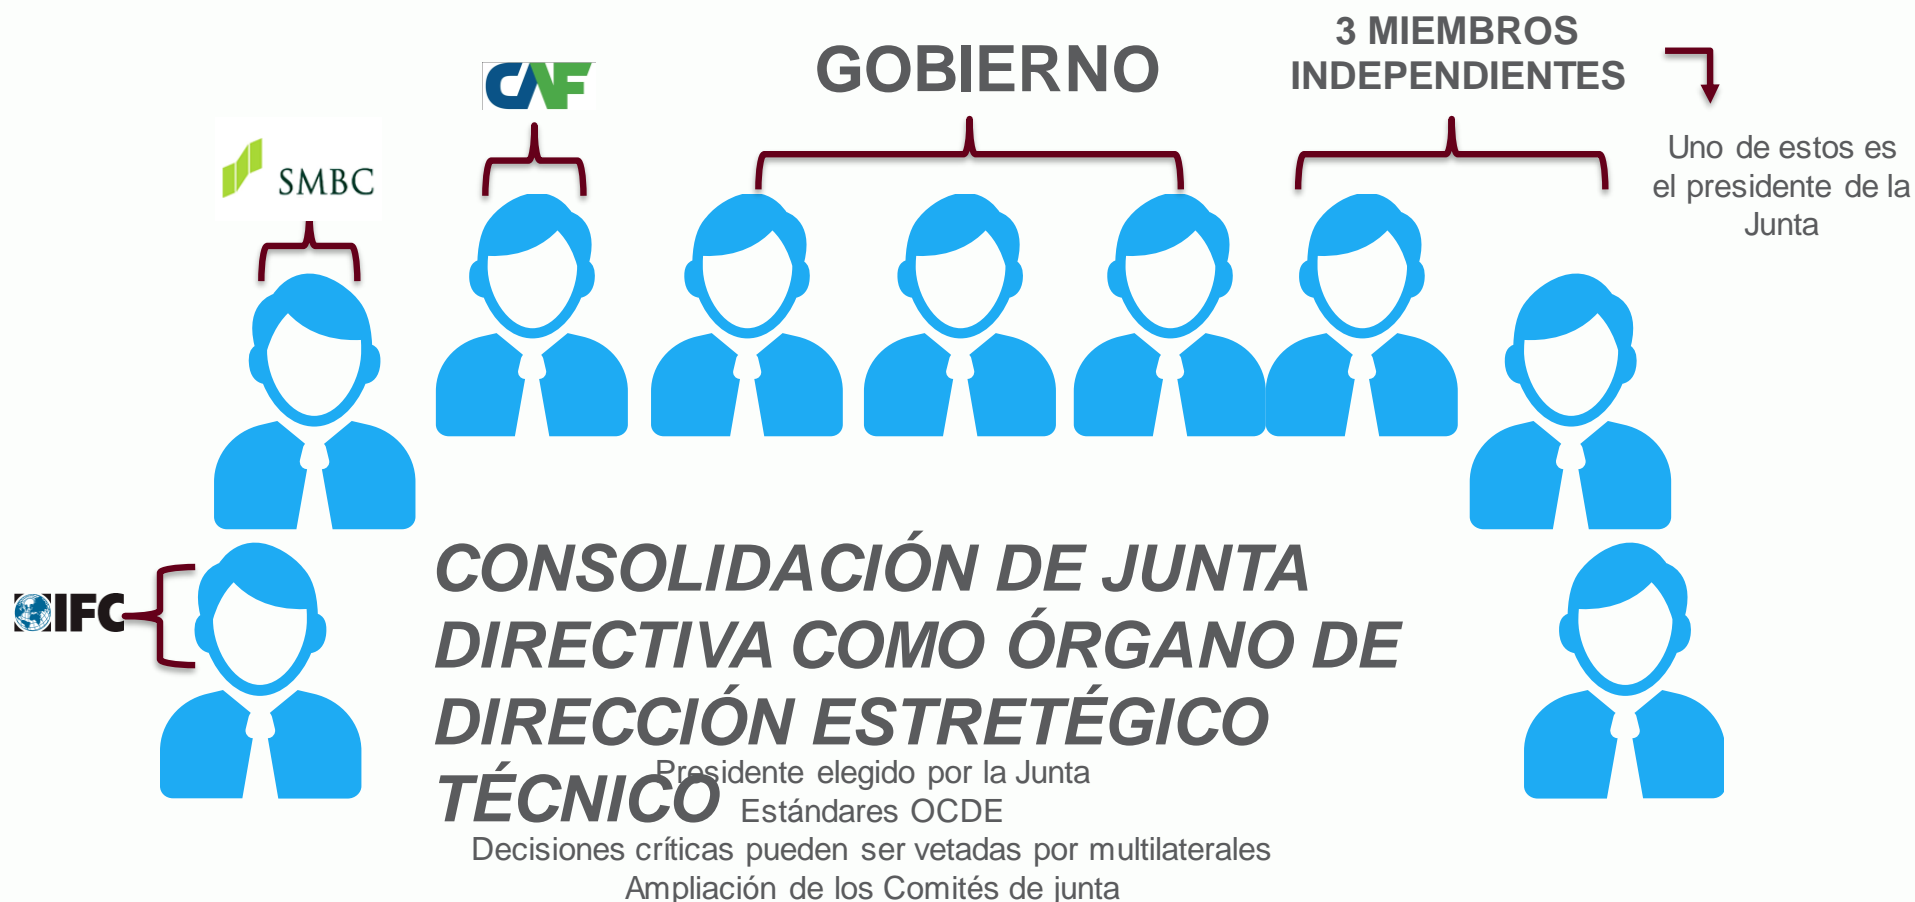 3 MIEMBROS
INDEPENDIENTES
GOBIERNO
CAF
SMBC
Uno de estos es
el presidente de la
Junta
IFC
CONSOLIDACIÓN DE JUNTA
DIRECTIVA COMO ÓRGANO DE
DIRECCIÓN ESTRETÉGICO
TÉCNICO
Presidente elegido por la Junta
Estándares OCDE
Decisiones críticas pueden ser vetadas por multilaterales
Ampliación de los Comités de junta